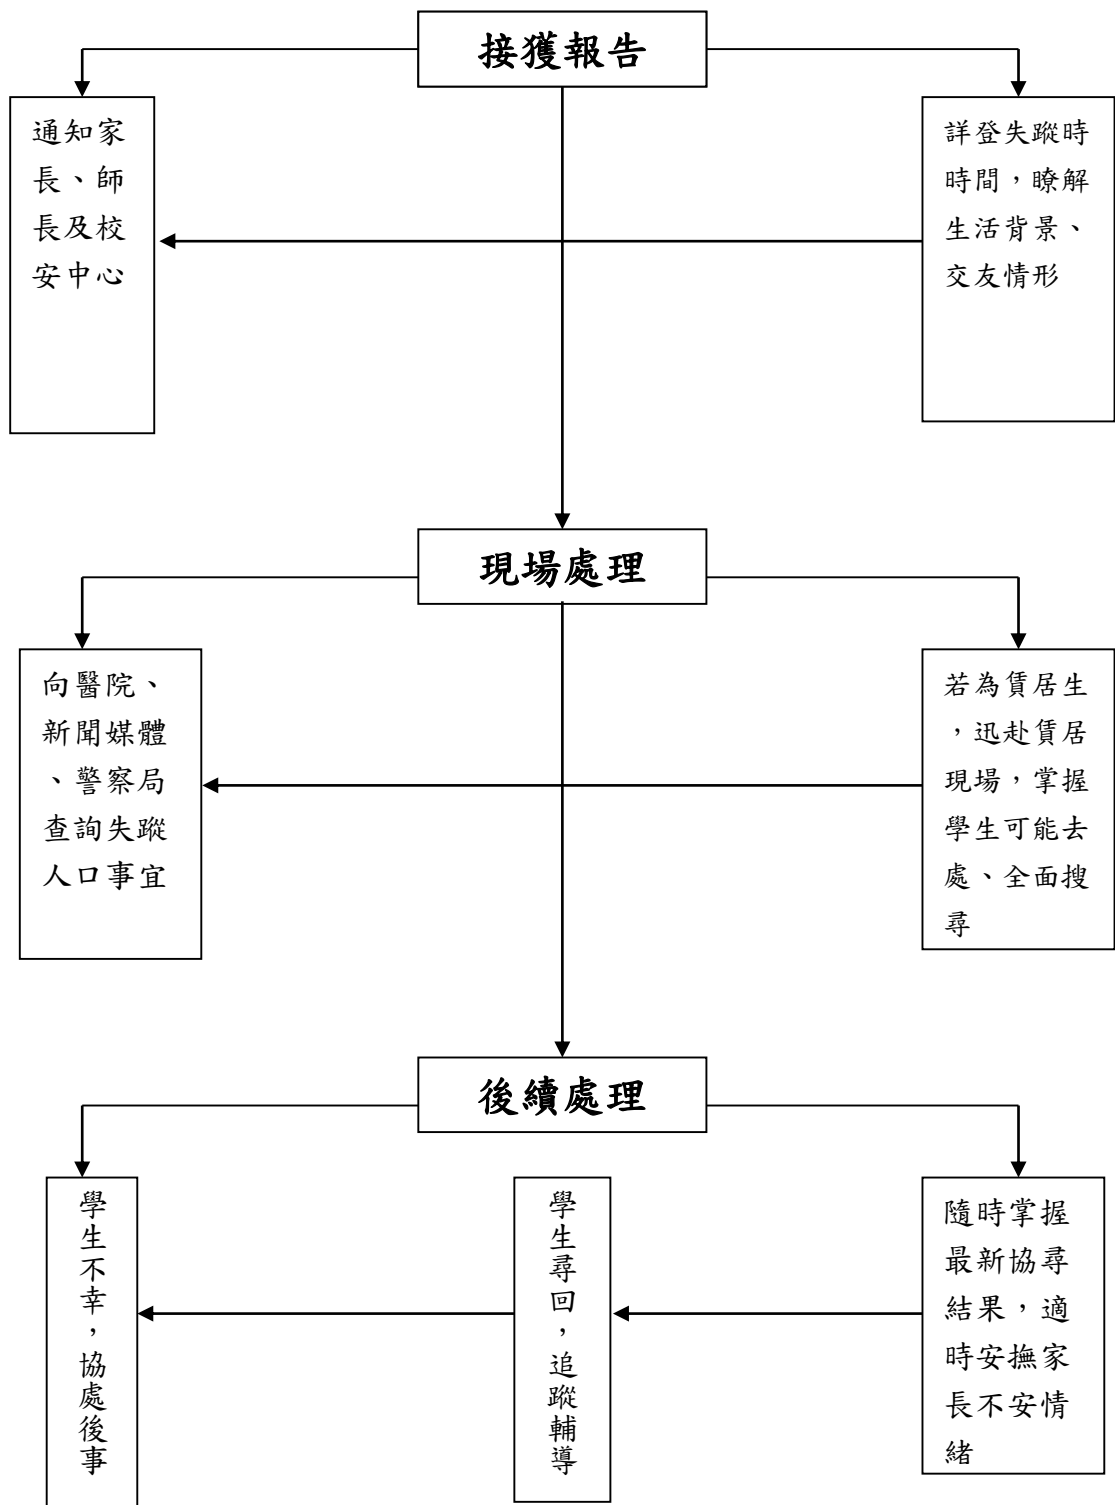 接獲報告
通知家
長、師
長及校
安中心
詳登失蹤時
時間，瞭解
生活背景、
交友情形
現場處理
向醫院、
新聞媒體
、警察局
查詢失蹤
人口事宜
若為賃居生
，迅赴賃居
現場，掌握
學生可能去
處、全面搜
尋
後續處理
學生不幸，協處後事
學生尋回，追蹤輔導
隨時掌握
最新協尋
結果，適
時安撫家
長不安情
緒